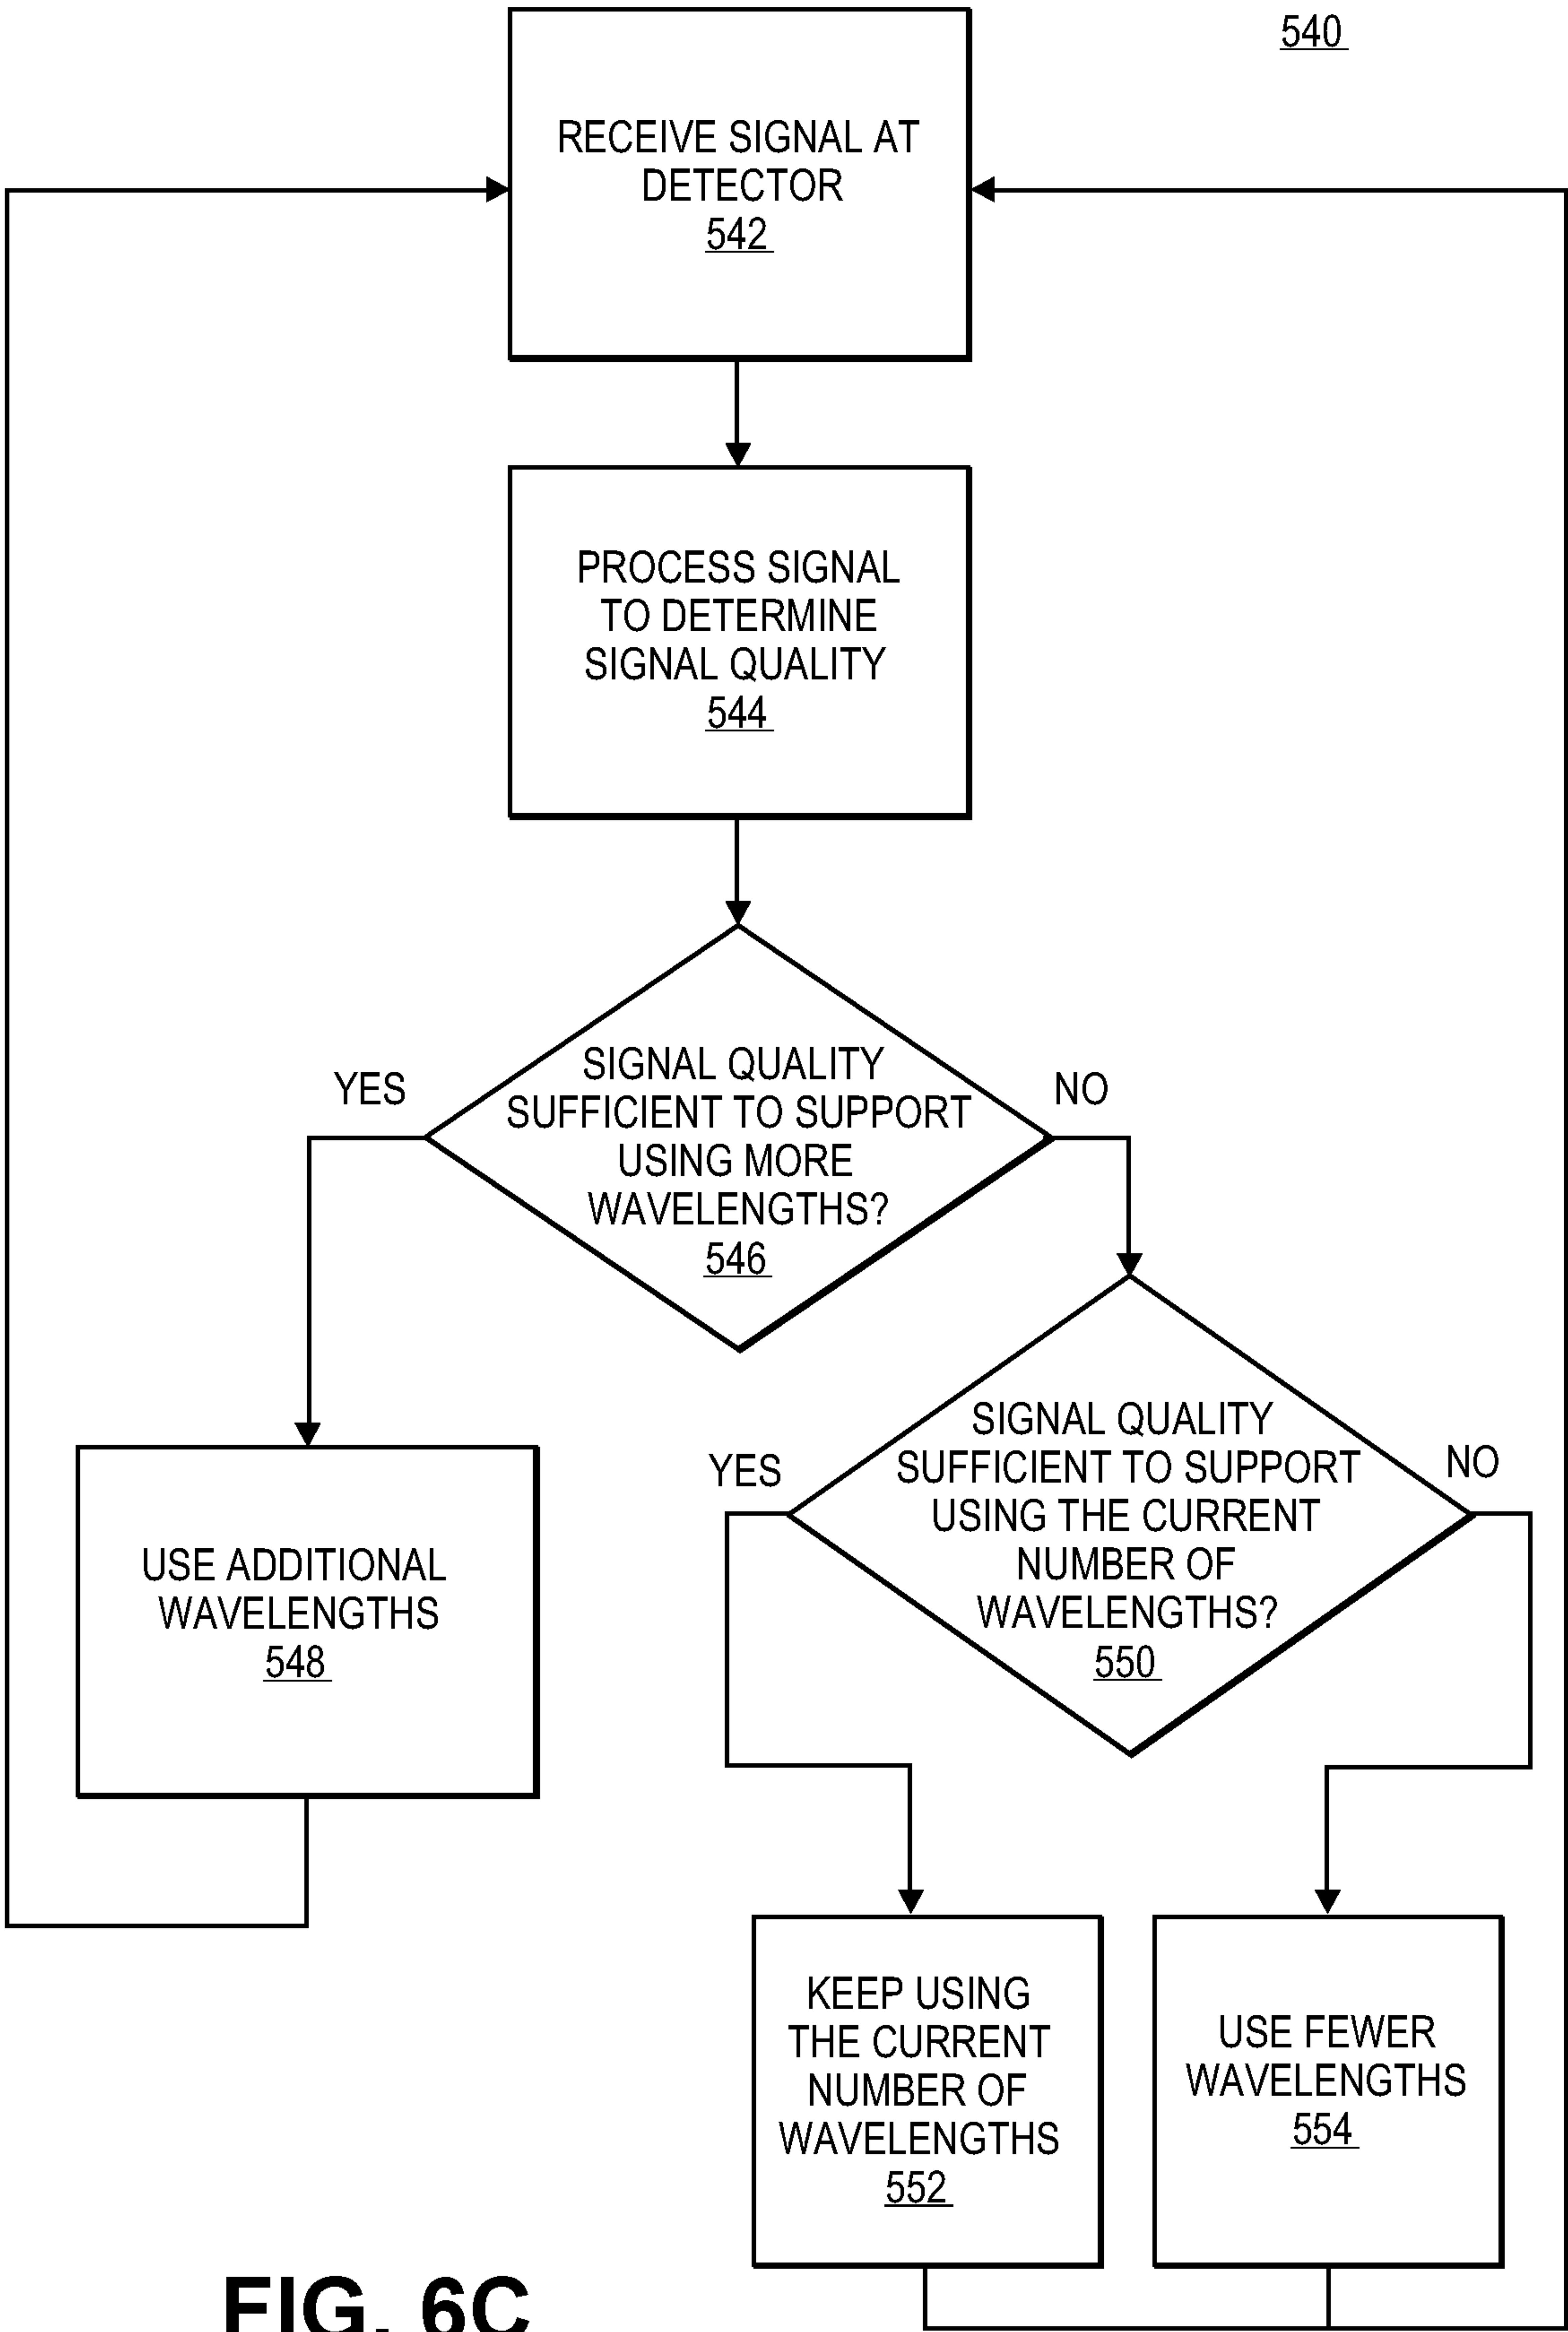 540
RECEIVE SIGNAL AT
DETECTOR
542
PROCESS SIGNAL
TO DETERMINE
SIGNAL QUALITY
544
SIGNAL QUALITY
SUFFICIENT TO SUPPORT
USING MORE
WAVELENGTHS?
546
YES
NO
USE ADDITIONAL
WAVELENGTHS
548
SIGNAL QUALITY
SUFFICIENT TO SUPPORT
USING THE CURRENT
NUMBER OF
WAVELENGTHS?
550
YES
NO
KEEP USING
THE CURRENT
NUMBER OF
WAVELENGTHS
552
USE FEWER
WAVELENGTHS
554
FIG. 6C